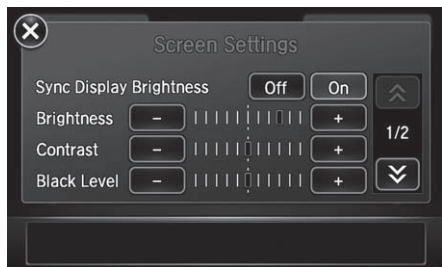 Screen Settings
Sync Display Brightness Off On
Brightness - +
1/2
Contrast - +
Black Level - +